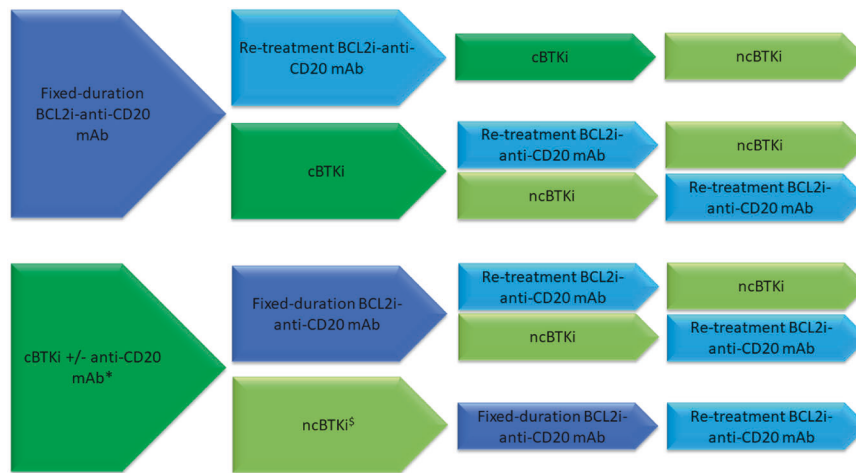 Fixed-duration
BCL2i-anti-CD20
mAb
Re-treatment BCL2i-anti-
CD20 mAb
cBTKi
ncBTKi
cBTKi
Re-treatment BCL2i-
anti-CD20 mAb
ncBTKi
ncBTKi
Re-treatment BCL2i-
anti-CD20 mAb
cBTKi +/- anti-CD20
mAb*
Fixed-duration BCL2i-
anti-CD20 mAb
Re-treatment BCL2i-
anti-CD20 mAb
ncBTKi
ncBTKi
Re-treatment BCL2i-
anti-CD20 mAb
ncBTKi$
Fixed-duration BCL2i-
anti-CD20 mAb
Re-treatment BCL2i-
anti-CD20 mAb